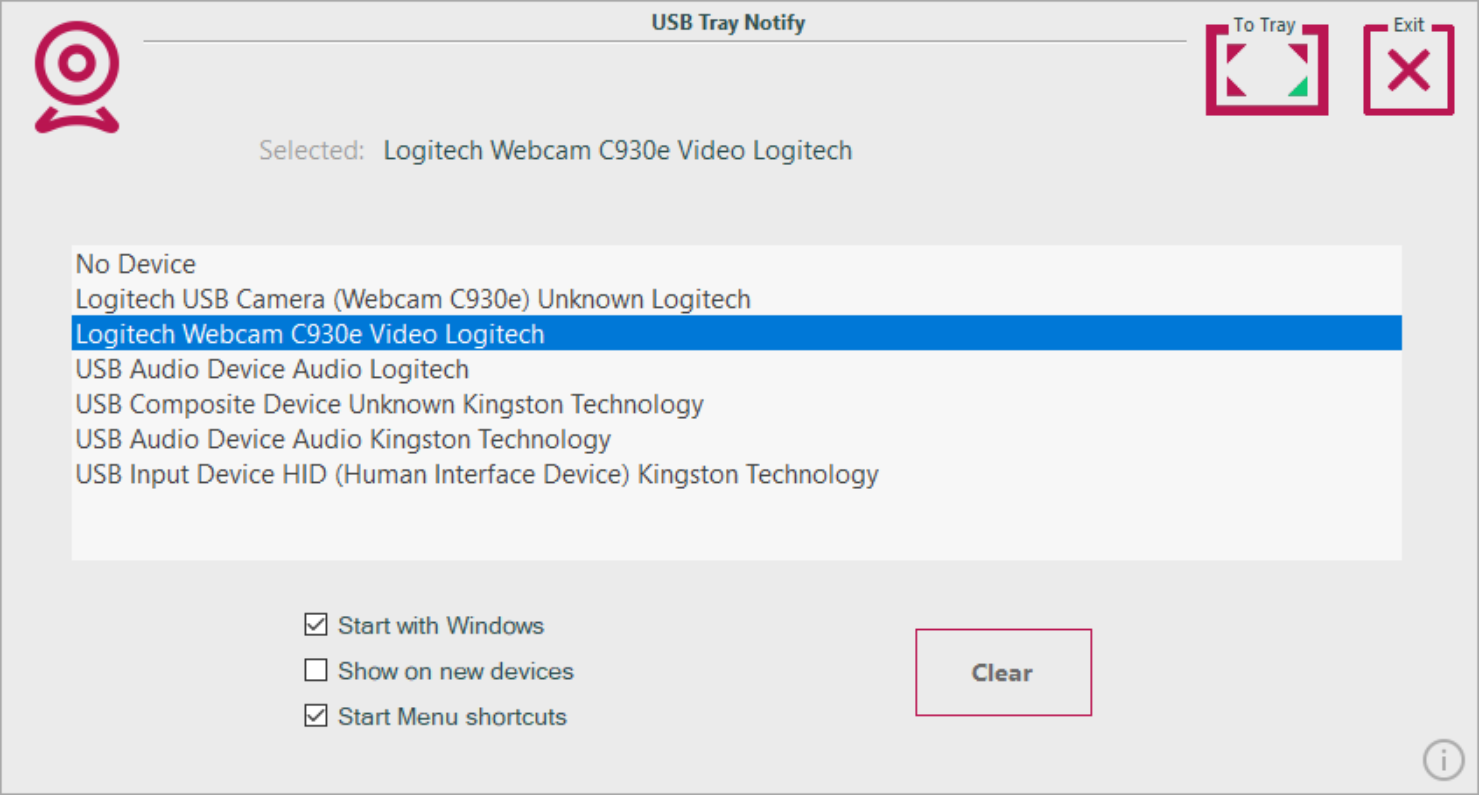 USB Tray Notify
To Tray
Exit
Selected: Logitech Webcam C930e Video Logitech
No Device
Logitech USB Camera (Webcam C930e) Unknown Logitech
Logitech Webcam C930e Video Logitech
USB Audio Device Audio Logitech
USB Composite Device Unknown Kingston Technology
USB Audio Device Audio Kingston Technology
USB Input Device HID (Human Interface Device) Kingston Technology
Start with Windows
Show on new devices
Start Menu shortcuts
Clear
i